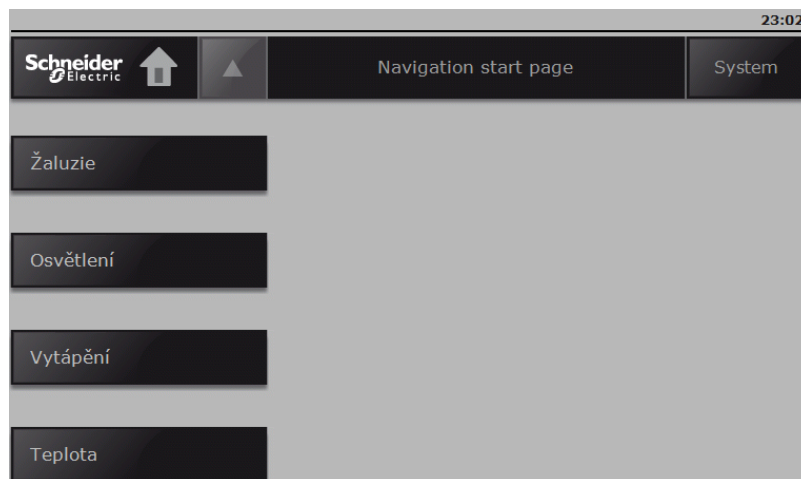 23:02
Schneider Electric
Navigation start page
System
Žaluzie
Osvětlení
Vytápění
Teplota